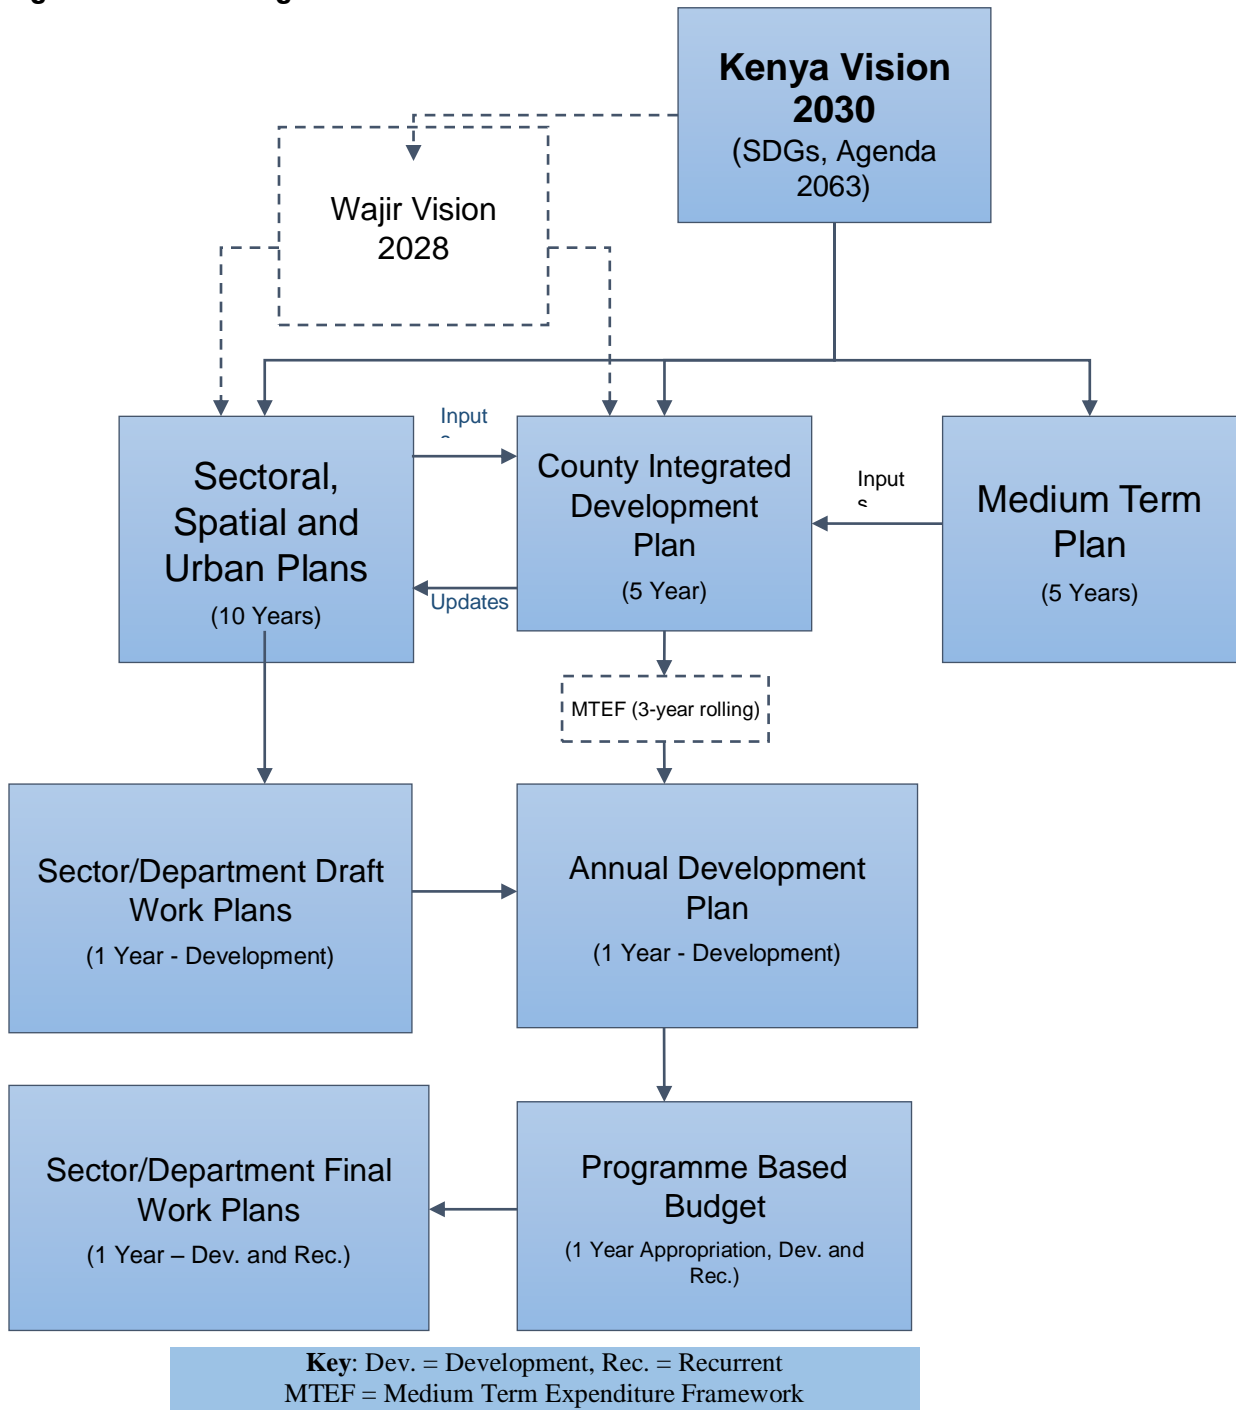 Kenya Vision
2030
(SDGs, Agenda
2063)
Wajir Vision
2028
Input
Sectoral,
Spatial and
Urban Plans
(10 Years)
County Integrated
Development
Plan
(5 Year)
Input
Medium Term
Plan
(5 Years)
Updates
MTEF (3-year rolling)
Sector/Department Draft
Work Plans
(1 Year - Development)
Annual Development
Plan
(1 Year - Development)
Sector/Department Final
Work Plans
(1 Year – Dev. and Rec.)
Programme Based
Budget
(1 Year Appropriation, Dev. and
Rec.)
Key: Dev. = Development, Rec. = Recurrent
MTEF = Medium Term Expenditure Framework